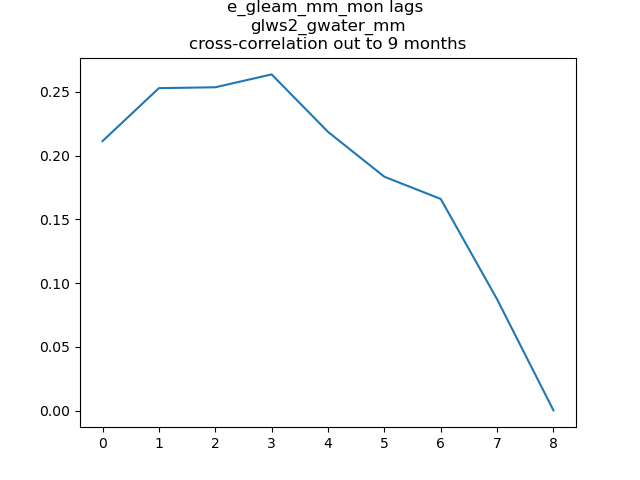 e_gleam_mm_mon lags
glws2_gwater_mm
cross-correlation out to 9 months
0.25
0.20
0.15
0.10
0.05
0.00
0 1 2 3 4 5 6 7 8